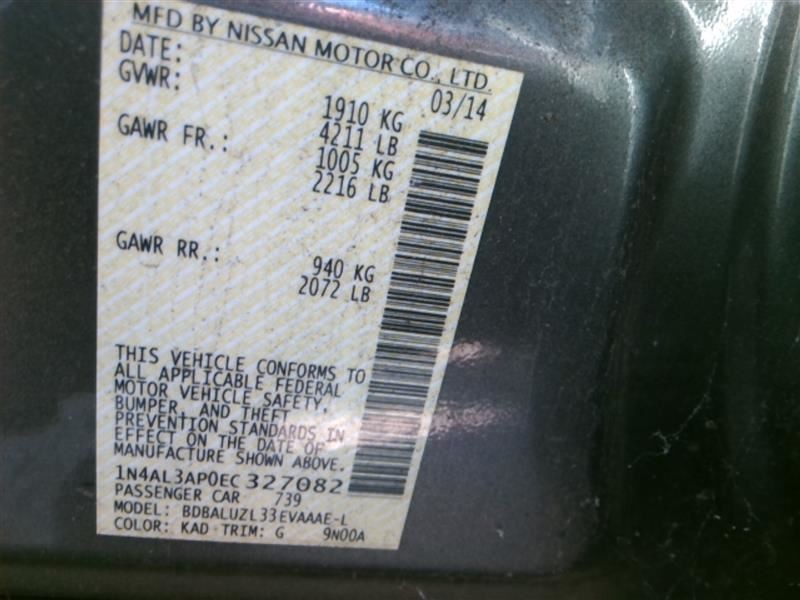 MFD BY NISSAN MOTOR CO., LTD.
DATE: 03/14
GVWR: 1910 KG
4211 LB
GAWR FR.: 1005 KG
2216 LB
GAWR RR.: 940 KG
2072 LB
THIS VEHICLE CONFORMS TO
ALL APPLICABLE FEDERAL
MOTOR VEHICLE SAFETY,
BUMPER, AND THEFT
PREVENTION STANDARDS IN
EFFECT ON THE DATE OF
MANUFACTURE SHOWN ABOVE.
1N4AL3AP0EC327082
PASSENGER CAR 739
MODEL: BDBALUZL33EVAAAE-L
COLOR: KAD TRIM: G 9N00A